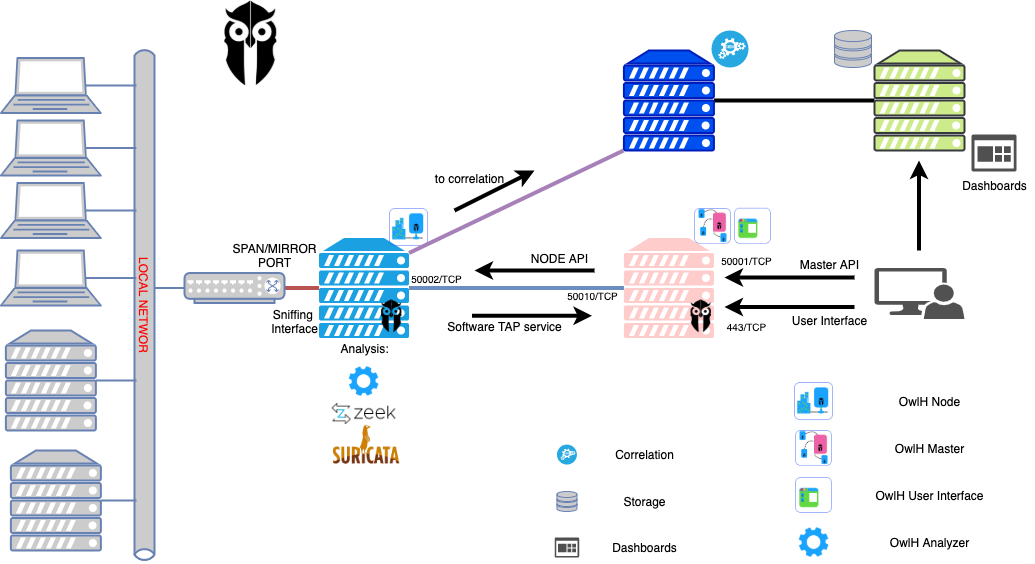 to correlation
Dashboards
SPAN/MIRROR
PORT
LOCAL NETWOR
NODE API
50001/TCP
Master API
50002/TCP
50010/TCP
Sniffing
Interface
Software TAP service
443/TCP
User Interface
Analysis:
zeek
SURICATA
OwlH Node
Correlation
OwlH Master
Storage
OwlH User Interface
Dashboards
OwlH Analyzer